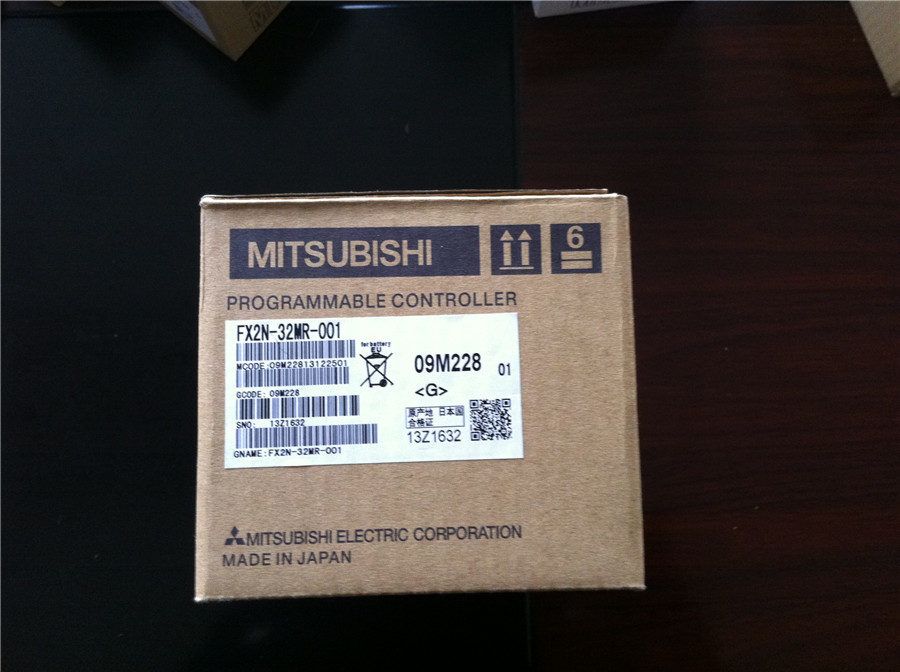 MITSUBISHI
6
PROGRAMMABLE CONTROLLER
FX2N-32MR-001
MCODE:09M22813122501
GCODE: 09M228
SNO: 13Z1632
GNAME:FX2N-32MR-001
for battery
EU
09M228 01
<G>
原产地 日本国
合格证
13Z1632
MITSUBISHI ELECTRIC CORPORATION
MADE IN JAPAN